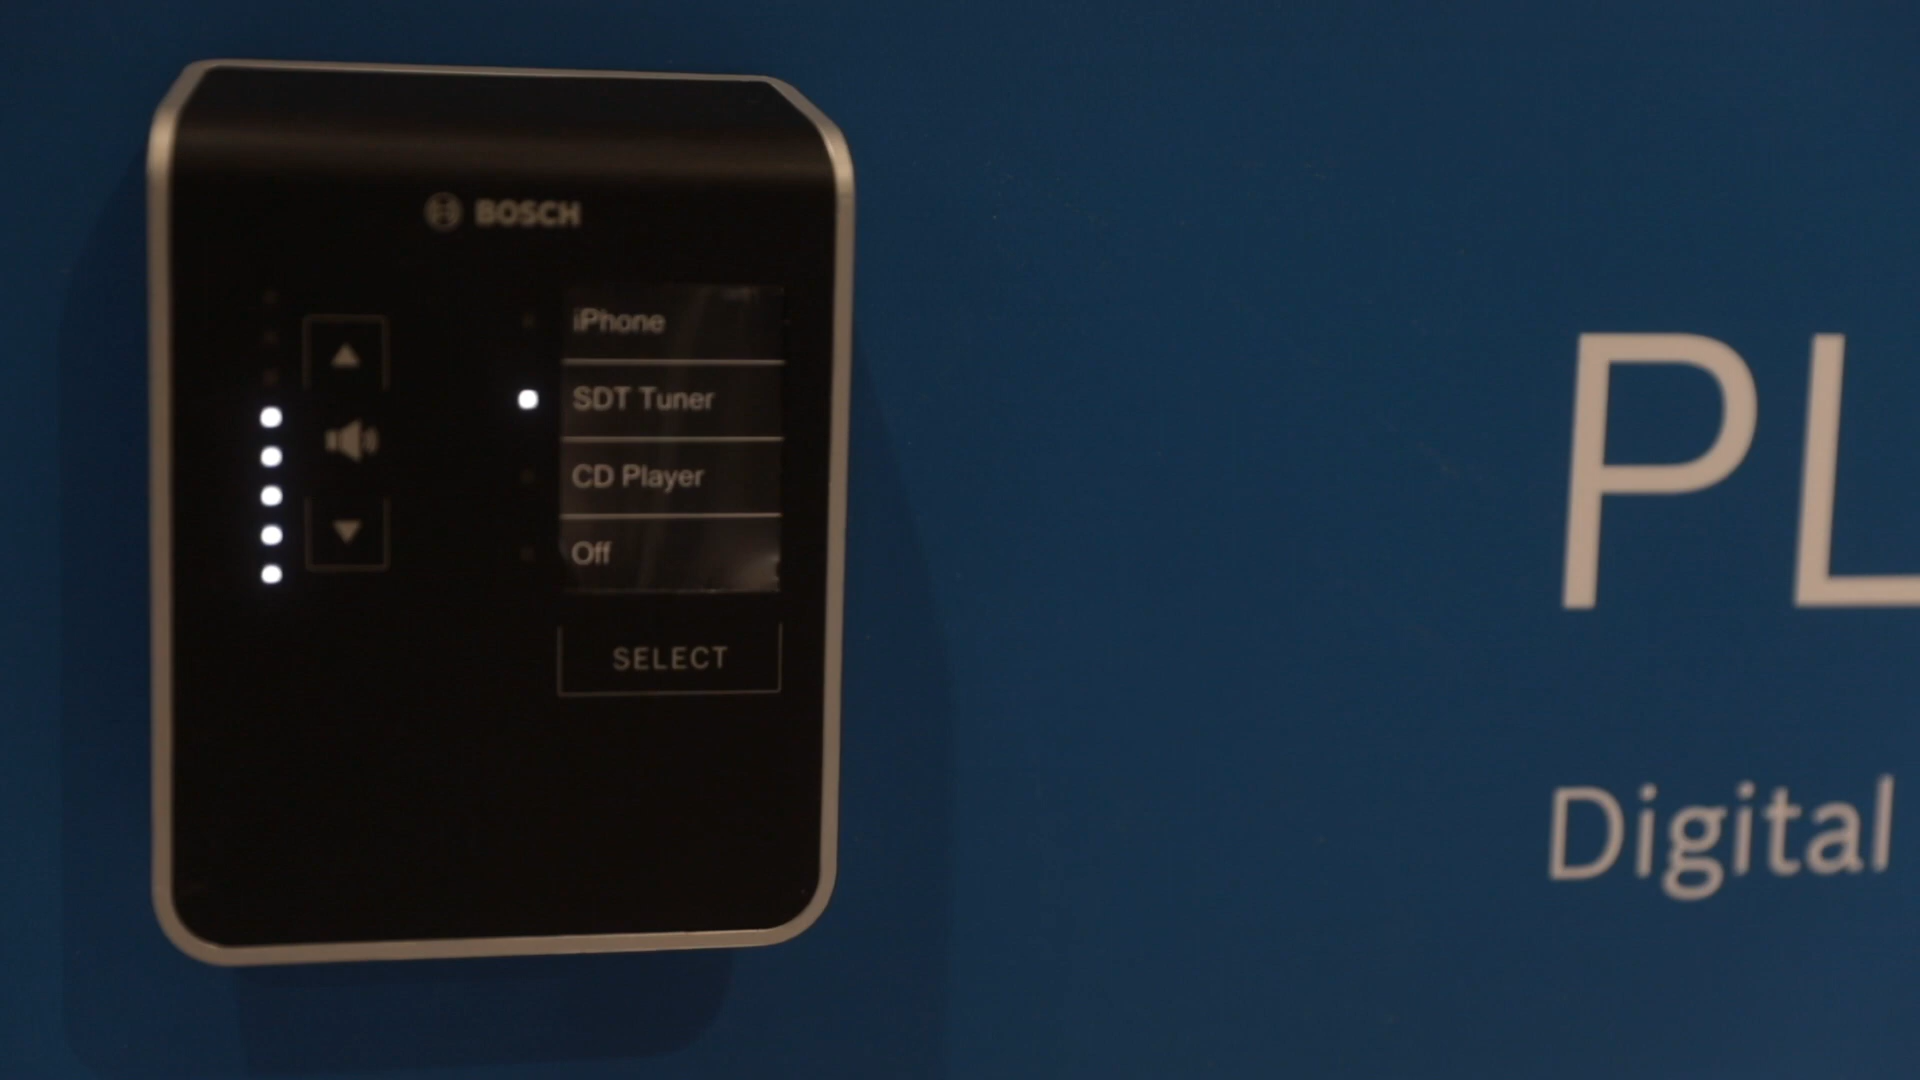 BOSCH
iPhone
SDT Tuner
CD Player
Off
SELECT
PL
Digital